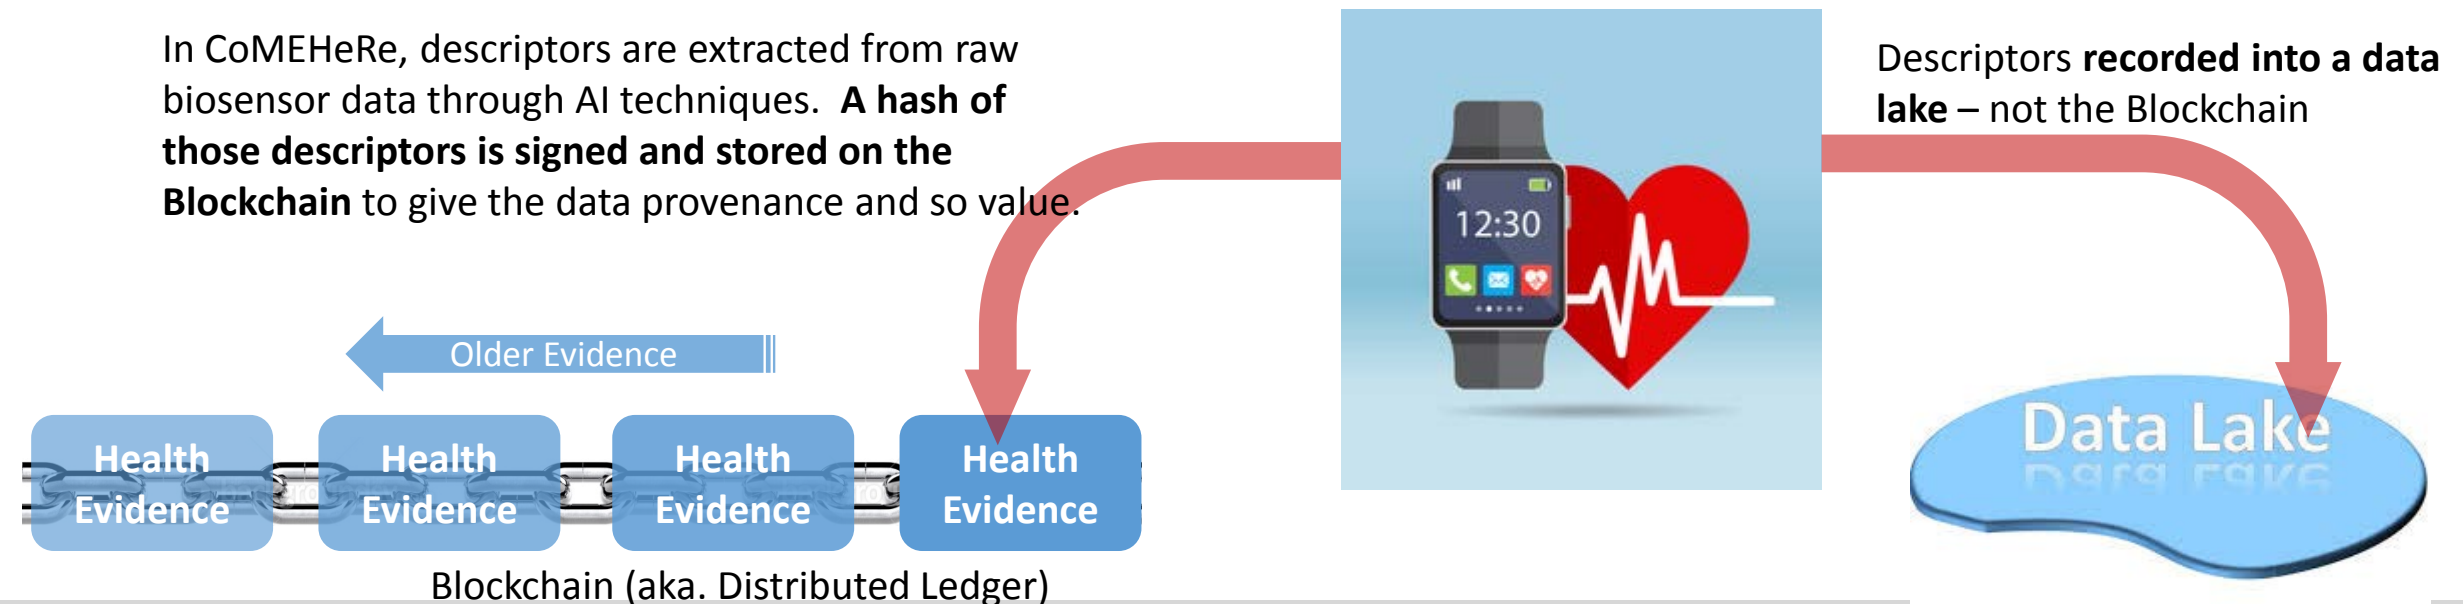 In CoMEHeRe, descriptors are extracted from raw
biosensor data through AI techniques.  A hash of
those descriptors is signed and stored on the
Blockchain to give the data provenance and so value.
Descriptors recorded into a data
lake – not the Blockchain
12:30
Older Evidence
Health
Evidence
Health
Evidence
Health
Evidence
Health
Evidence
Data Lake
Blockchain (aka. Distributed Ledger)